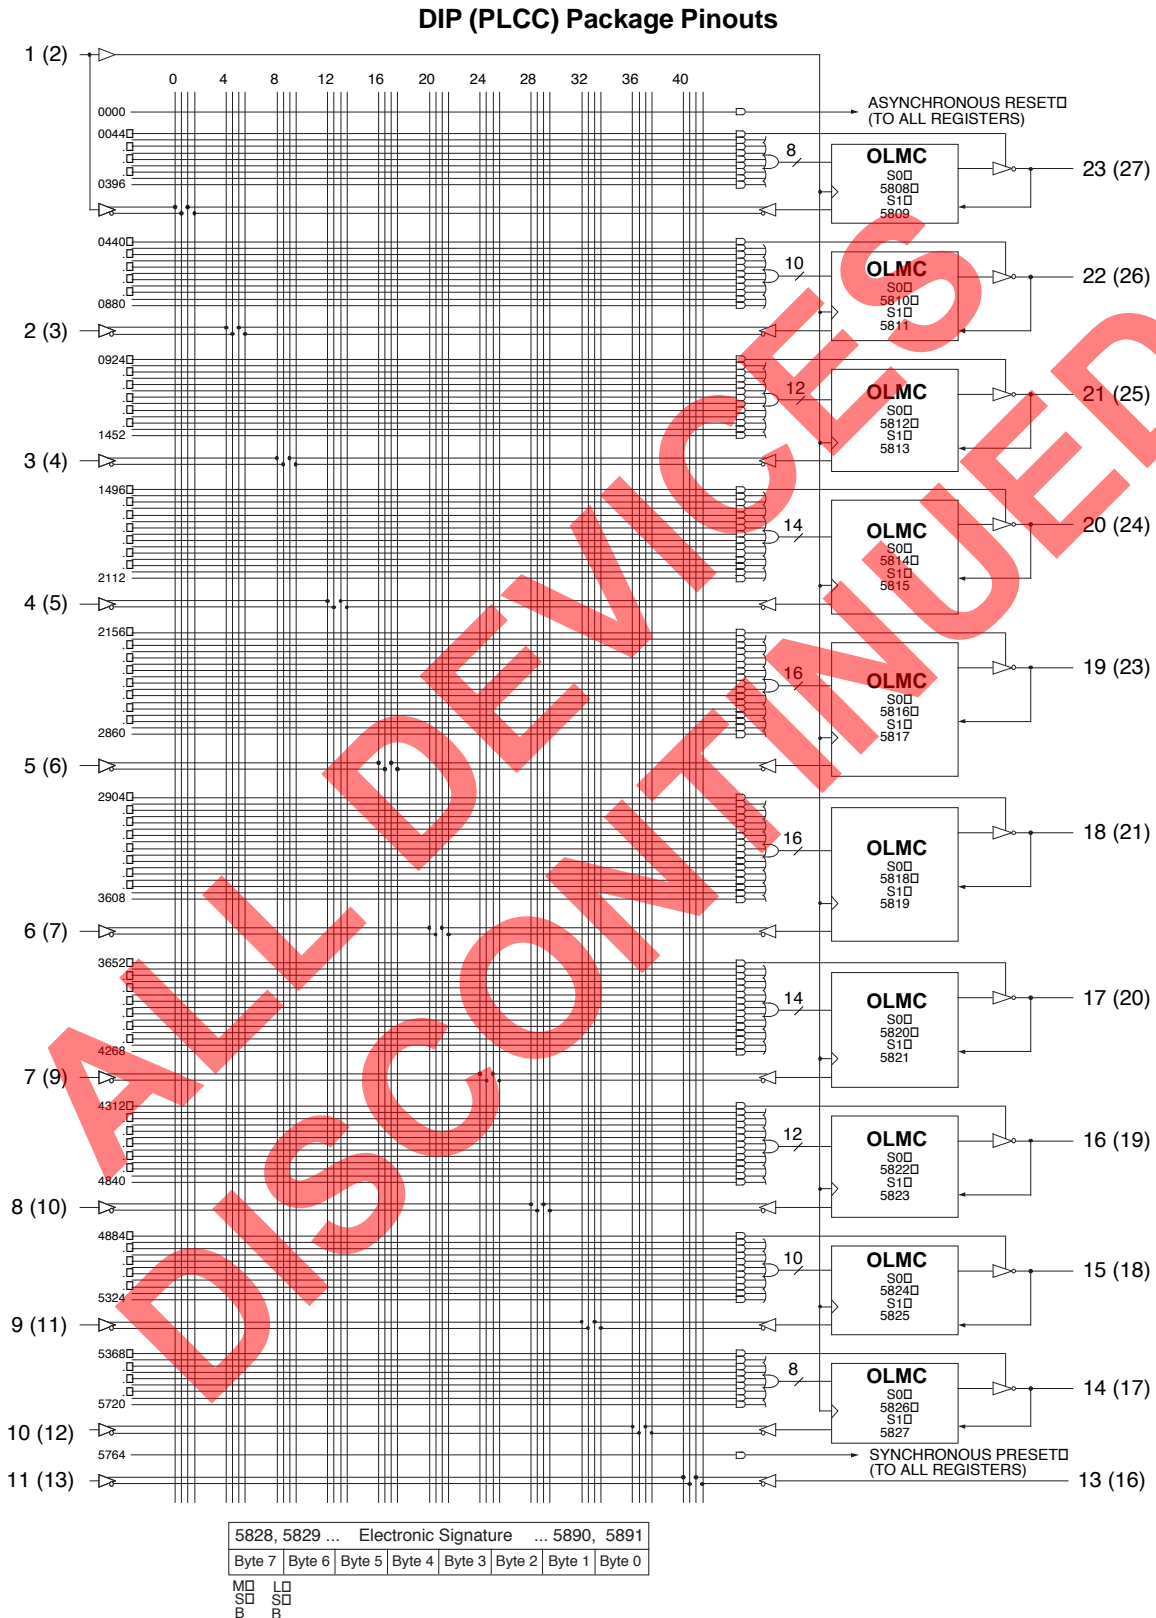 DIP (PLCC) Package Pinouts
1 (2)
0 4 8 12 16 20 24 28 32 36 40
0000
ASYNCHRONOUS RESET
(TO ALL REGISTERS)
0044
0396
8
OLMC
S0
5808
S1
5809
23 (27)
0440
0880
10
OLMC
S0
5810
S1
5811
22 (26)
2 (3)
0924
1452
12
OLMC
S0
5812
S1
5813
21 (25)
3 (4)
1496
2112
14
OLMC
S0
5814
S1
5815
20 (24)
4 (5)
2156
2860
16
OLMC
S0
5816
S1
5817
19 (23)
5 (6)
2904
3608
16
OLMC
S0
5818
S1
5819
18 (21)
6 (7)
3652
4268
14
OLMC
S0
5820
S1
5821
17 (20)
7 (9)
4312
4840
12
OLMC
S0
5822
S1
5823
16 (19)
8 (10)
4884
5324
10
OLMC
S0
5824
S1
5825
15 (18)
9 (11)
5368
5720
8
OLMC
S0
5826
S1
5827
14 (17)
10 (12)
5764
SYNCHRONOUS PRESET
(TO ALL REGISTERS)
11 (13)
13 (16)
5828, 5829 ... Electronic Signature ... 5890, 5891
Byte 7 Byte 6 Byte 5 Byte 4 Byte 3 Byte 2 Byte 1 Byte 0
M L
S S
B B
ALL DEVICES
DISCONTINUED